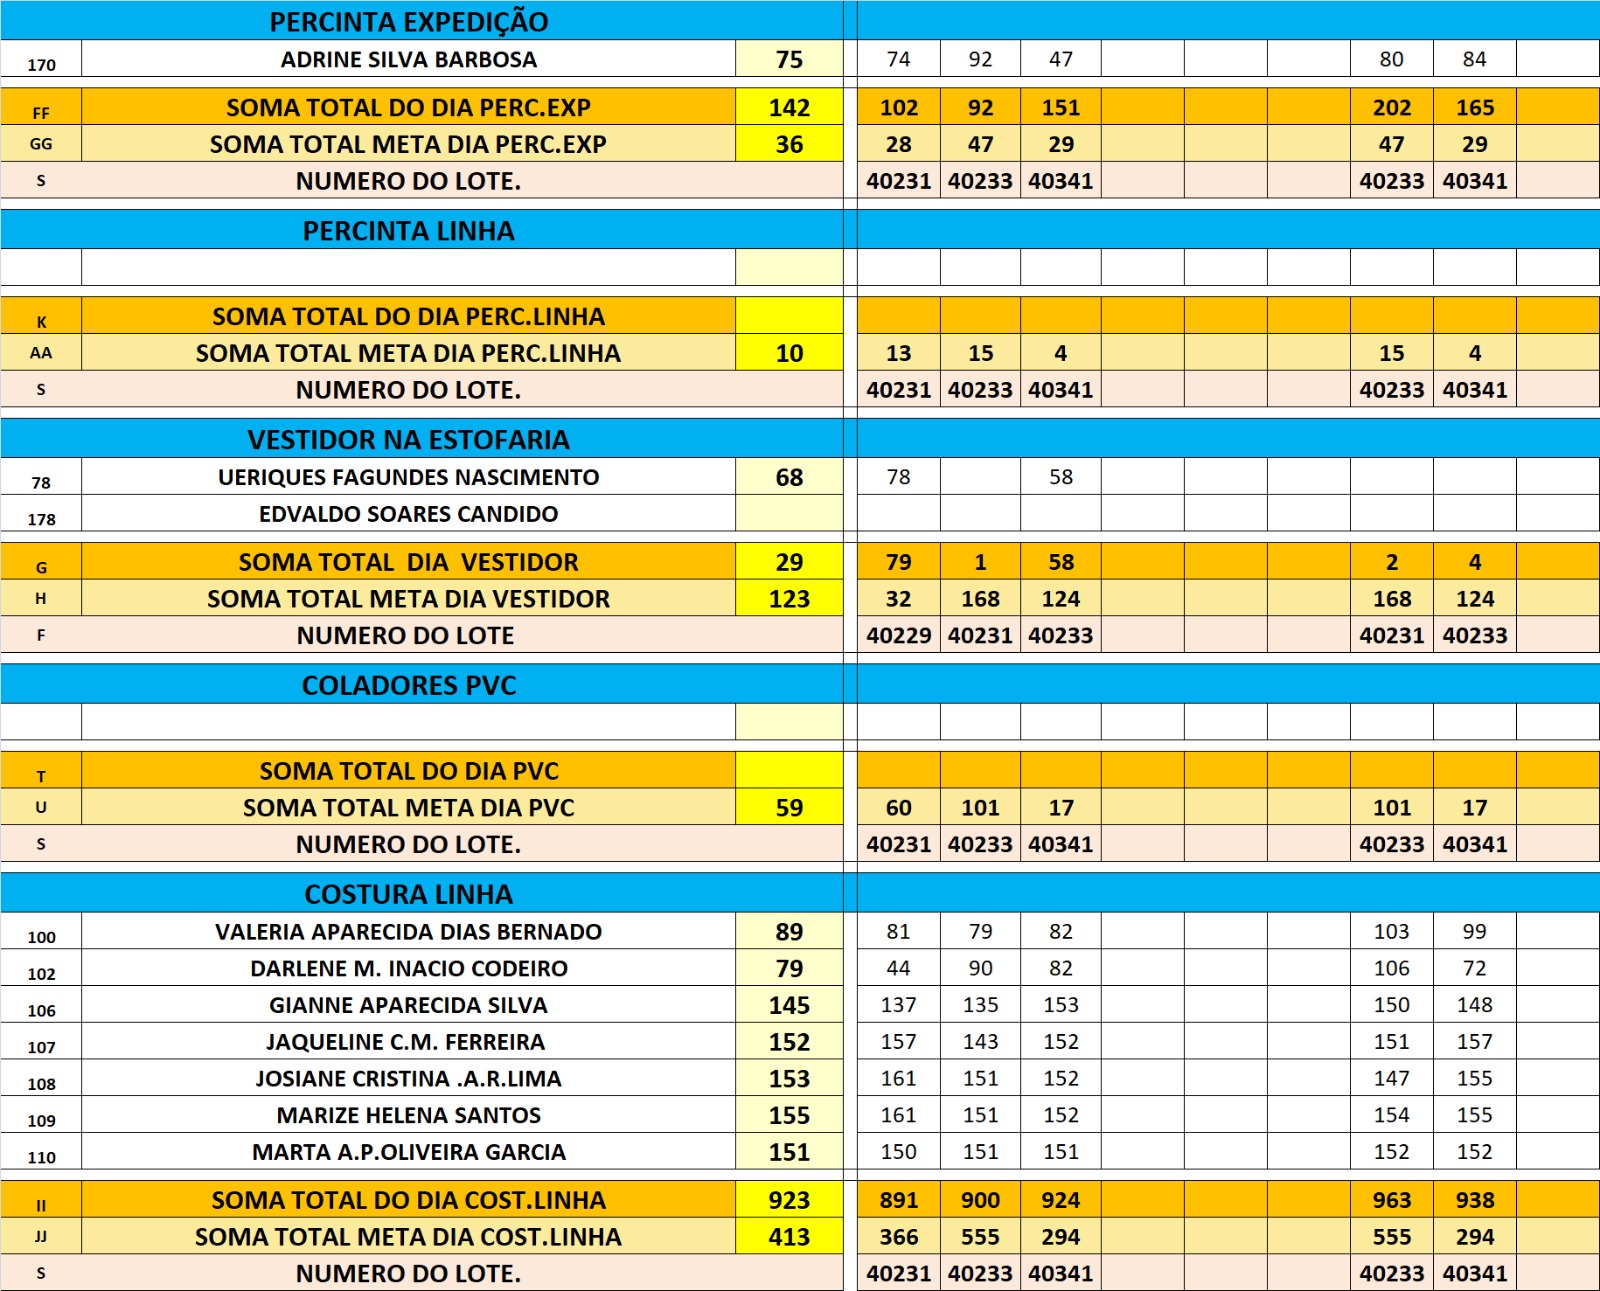 PERCINTA EXPEDIÇÃO
170 ADRINE SILVA BARBOSA 75 74 92 47 80 84
FF SOMA TOTAL DO DIA PERC.EXP 142 102 92 151 202 165
GG SOMA TOTAL META DIA PERC.EXP 36 28 47 29 47 29
S NUMERO DO LOTE. 40231 40233 40341 40233 40341
PERCINTA LINHA
K SOMA TOTAL DO DIA PERC.LINHA
AA SOMA TOTAL META DIA PERC.LINHA 10 13 15 4 15 4
S NUMERO DO LOTE. 40231 40233 40341 40233 40341
VESTIDOR NA ESTOFARIA
78 UERIQUES FAGUNDES NASCIMENTO 68 78 58
178 EDVALDO SOARES CANDIDO
G SOMA TOTAL DIA VESTIDOR 29 79 1 58 2 4
H SOMA TOTAL META DIA VESTIDOR 123 32 168 124 168 124
F NUMERO DO LOTE 40229 40231 40233 40231 40233
COLADORES PVC
T SOMA TOTAL DO DIA PVC
U SOMA TOTAL META DIA PVC 59 60 101 17 101 17
S NUMERO DO LOTE. 40231 40233 40341 40233 40341
COSTURA LINHA
100 VALERIA APARECIDA DIAS BERNADO 89 81 79 82 103 99
102 DARLENE M. INACIO CODEIRO 79 44 90 82 106 72
106 GIANNE APARECIDA SILVA 145 137 135 153 150 148
107 JAQUELINE C.M. FERREIRA 152 157 143 152 151 157
108 JOSIANE CRISTINA .A.R.LIMA 153 161 151 152 147 155
109 MARIZE HELENA SANTOS 155 161 151 152 154 155
110 MARTA A.P.OLIVEIRA GARCIA 151 150 151 151 152 152
II SOMA TOTAL DO DIA COST.LINHA 923 891 900 924 963 938
JJ SOMA TOTAL META DIA COST.LINHA 413 366 555 294 555 294
S NUMERO DO LOTE. 40231 40233 40341 40233 40341